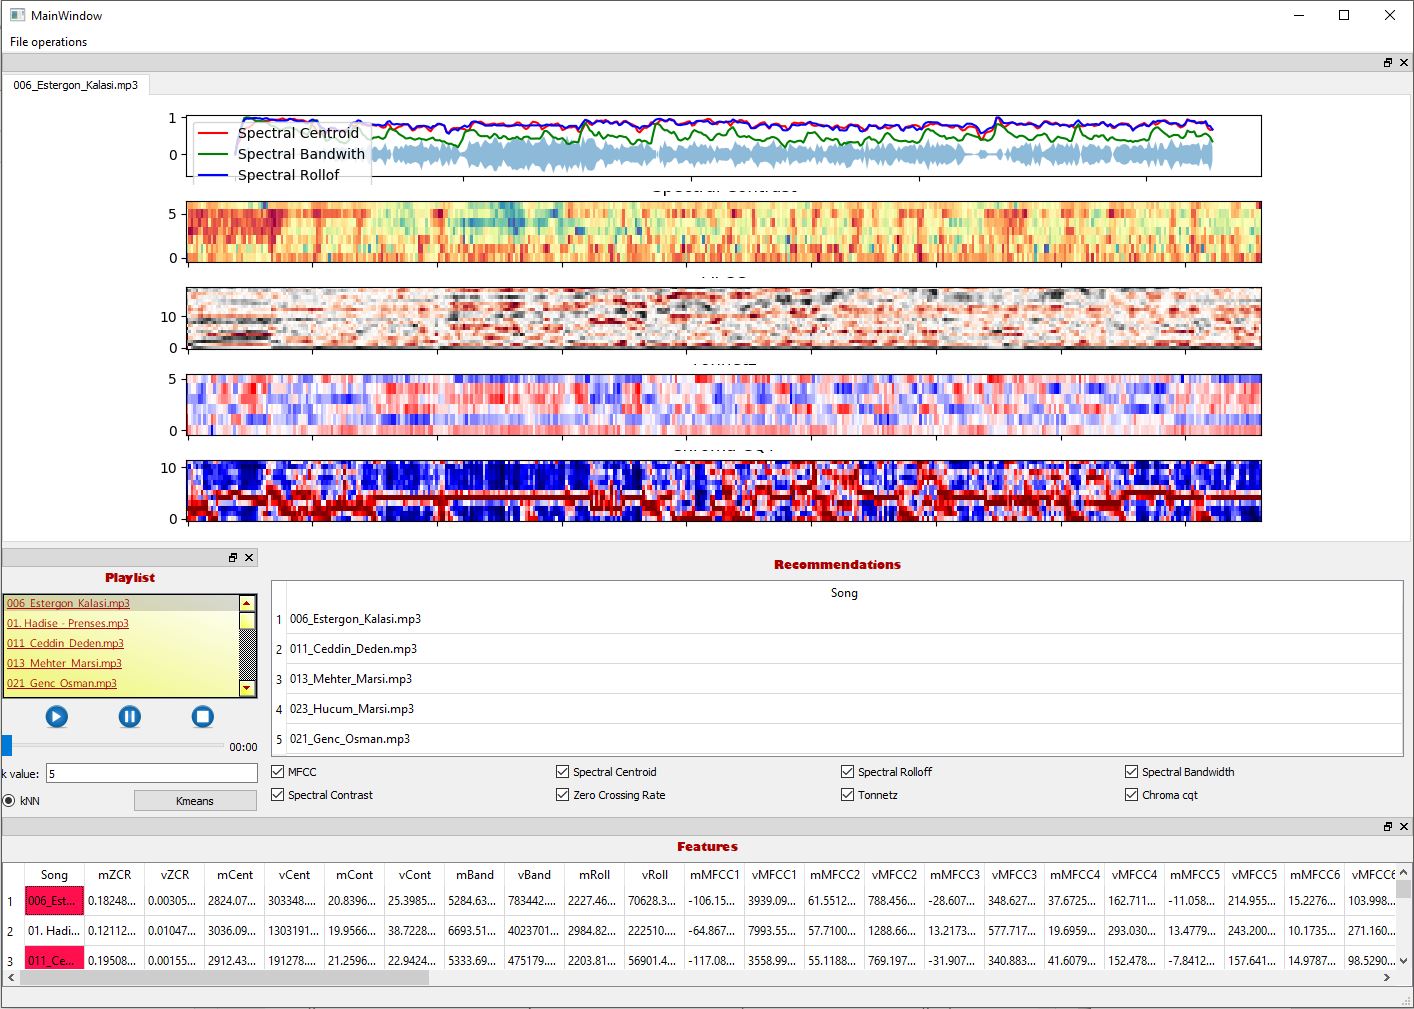 MainWindow
File operations
006_Estergon_Kalasi.mp3
1
0
Spectral Centroid
Spectral Bandwith
Spectral Rollof
Spectral Contrast
5
0
10
0
Tonnetz
5
0
Chroma CQT
10
0
Playlist
006_Estergon_Kalasi.mp3
01. Hadise - Prenses.mp3
011_Ceddin_Deden.mp3
013_Mehter_Marsi.mp3
021_Genc_Osman.mp3
00:00
k value: 5
kNN Kmeans
Recommendations
Song
1 006_Estergon_Kalasi.mp3
2 011_Ceddin_Deden.mp3
3 013_Mehter_Marsi.mp3
4 023_Hucum_Marsi.mp3
5 021_Genc_Osman.mp3
MFCC Spectral Centroid Spectral Rolloff Spectral Bandwidth
Spectral Contrast Zero Crossing Rate Tonnetz Chroma cqt
Features
Song mZCR vZCR mCent vCent mCont vCont mBand vBand mRoll vRoll mMFCC1 vMFCC1 mMFCC2 vMFCC2 mMFCC3 vMFCC3 mMFCC4 vMFCC4 mMFCC5 vMFCC5 mMFCC6 vMFCC6
1 006_Est... 0.18248... 0.00305... 2824.07... 303348.... 20.8396... 25.3985... 5284.63... 783442.... 2227.46... 70628.3... -106.15... 3939.09... 61.5512... 788.456... -28.607... 348.627... 37.6725... 162.711... -11.058... 214.955... 15.2276... 103.998...
2 01. Hadi... 0.12112... 0.01047... 3036.09... 1303191.... 19.9566... 38.7228... 6693.51... 4023701.... 2984.82... 222510.... -64.867... 7993.55... 57.7100... 1288.66... 13.2173... 577.717... 19.6959... 293.030... 13.4779... 243.200... 10.1735... 271.160...
3 011_Ce... 0.19508... 0.00155... 2912.43... 191278.... 21.2596... 22.9424... 5333.69... 475179.... 2203.81... 56901.4... -117.08... 3558.99... 55.1188... 769.197... -31.907... 340.883... 41.6079... 152.478... -7.8412... 157.641... 14.9787... 98.5290...